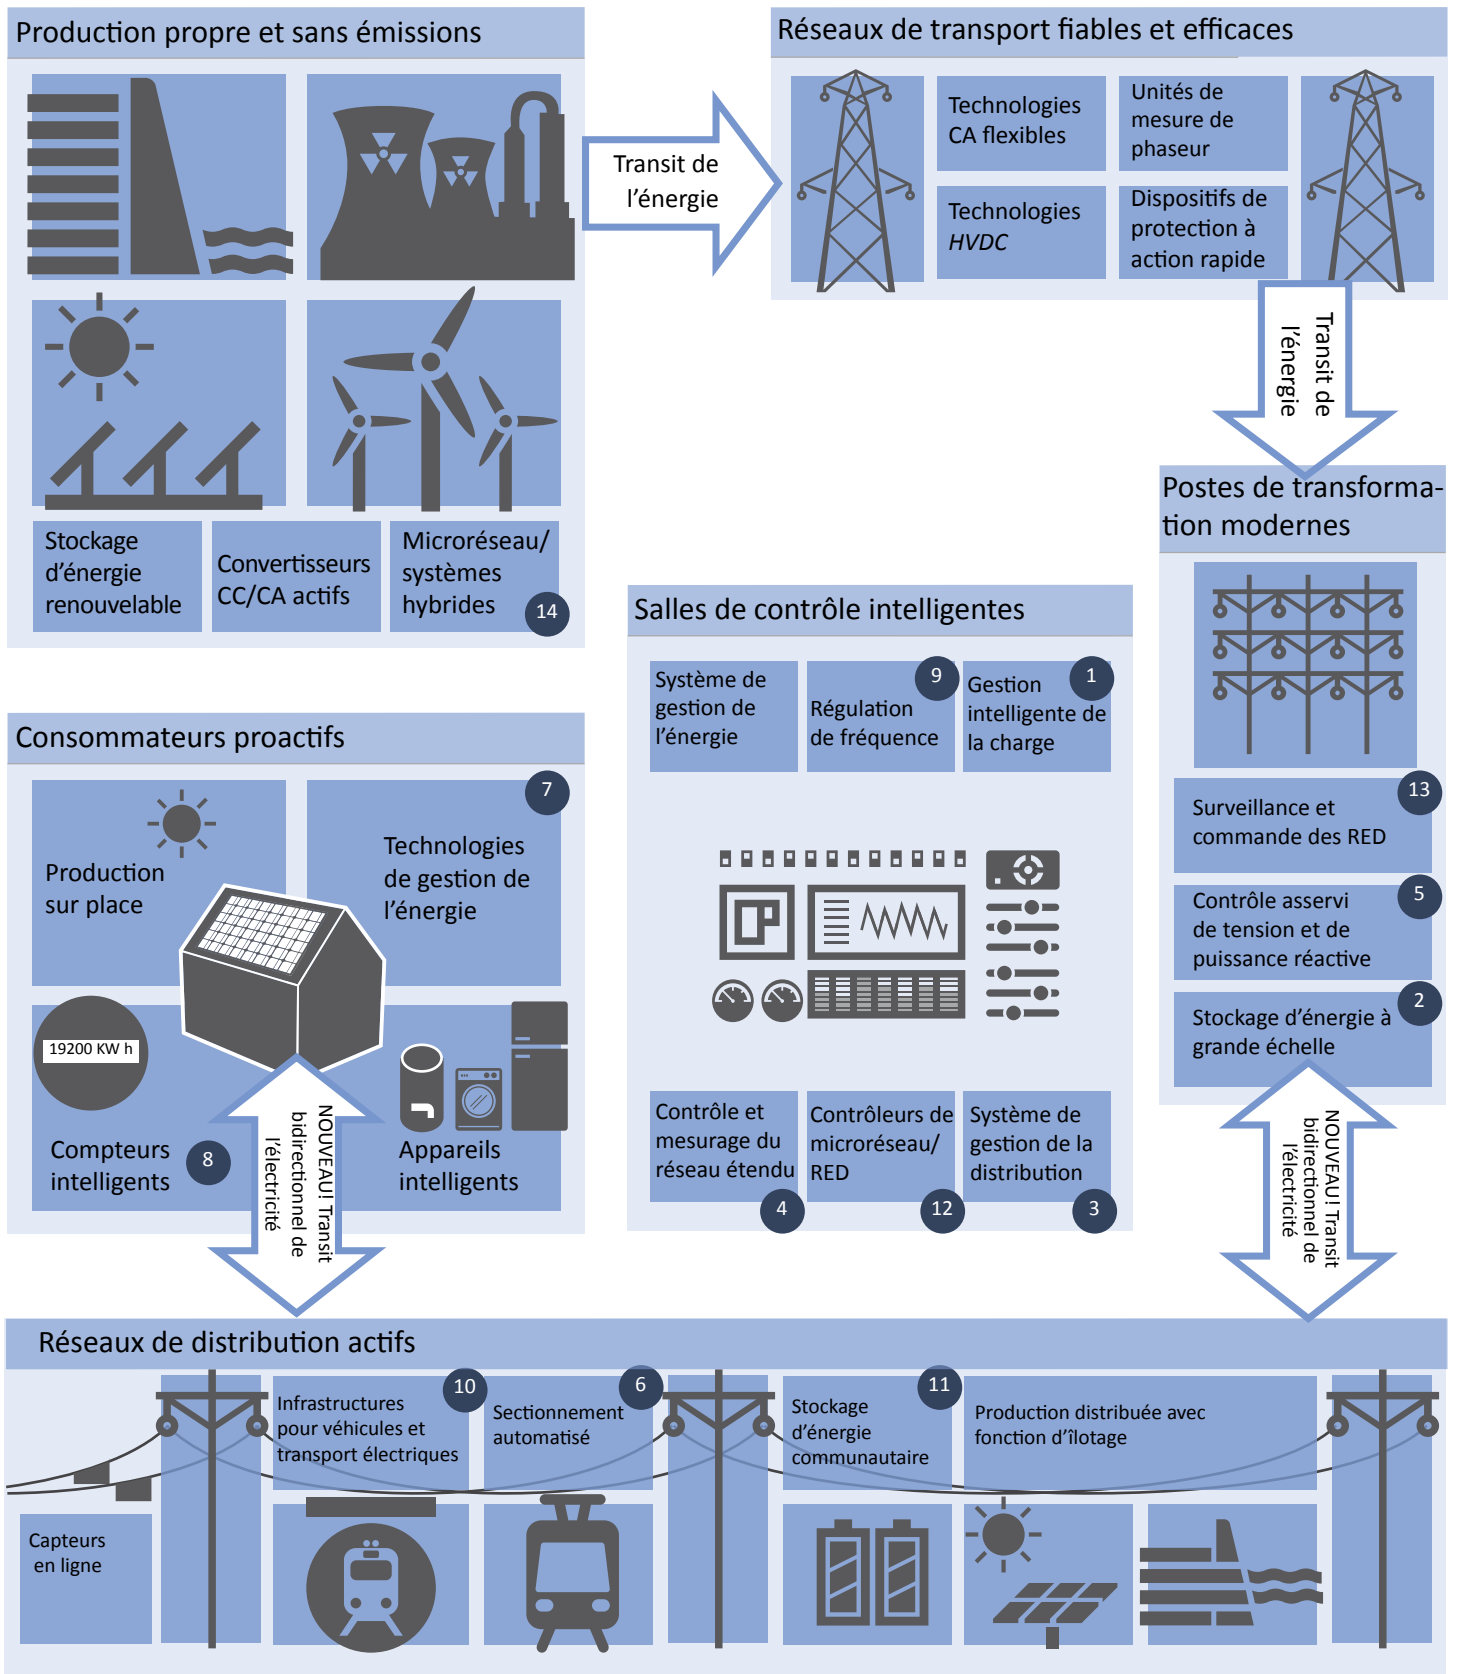 Production propre et sans émissions
Stockage
d'énergie
renouvelable
Convertisseurs
CC/CA actifs
Microréseau/
systèmes
hybrides
14
Transit de
l'énergie
Réseaux de transport fiables et efficaces
Technologies
CA flexibles
Unités de
mesure de
phaseur
Technologies
HVDC
Dispositifs de
protection à
action rapide
Transit de
l'énergie
Postes de transforma-
tion modernes
Surveillance et
commande des RED
13
Contrôle asservi
de tension et de
puissance réactive
5
Stockage d'énergie à
grande échelle
2
NOUVEAU! Transit
bidirectionnel de
l'électricité
Salles de contrôle intelligentes
Système de
gestion de
l'énergie
Régulation
de fréquence
9
Gestion
intelligente de
la charge
1
Contrôle et
mesurage du
réseau étendu
4
Contrôleurs de
microréseau/
RED
12
Système de
gestion de la
distribution
3
Consommateurs proactifs
Production
sur place
Technologies
de gestion de
l'énergie
7
19200 KW h
Compteurs
intelligents
8
Appareils
intelligents
NOUVEAU! Transit
bidirectionnel de
l'électricité
Réseaux de distribution actifs
Capteurs
en ligne
Infrastructures
pour véhicules et
transport électriques
10
Sectionnement
automatisé
6
Stockage
d'énergie
communautaire
11
Production distribuée avec
fonction d'îlotage